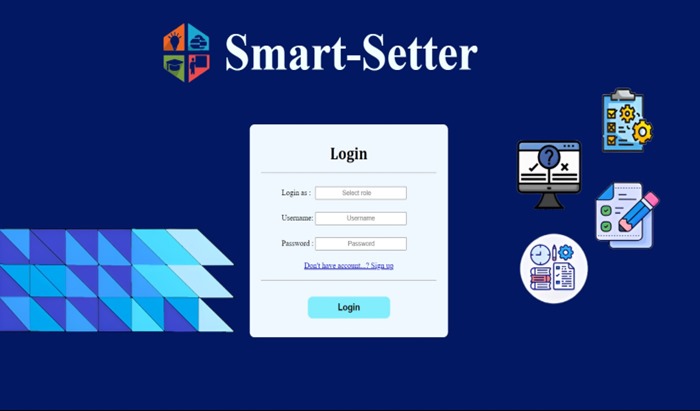 Smart-Setter
Login
Login as : Select role
Username: Username
Password : Password
Don't have account...? Sign up
Login